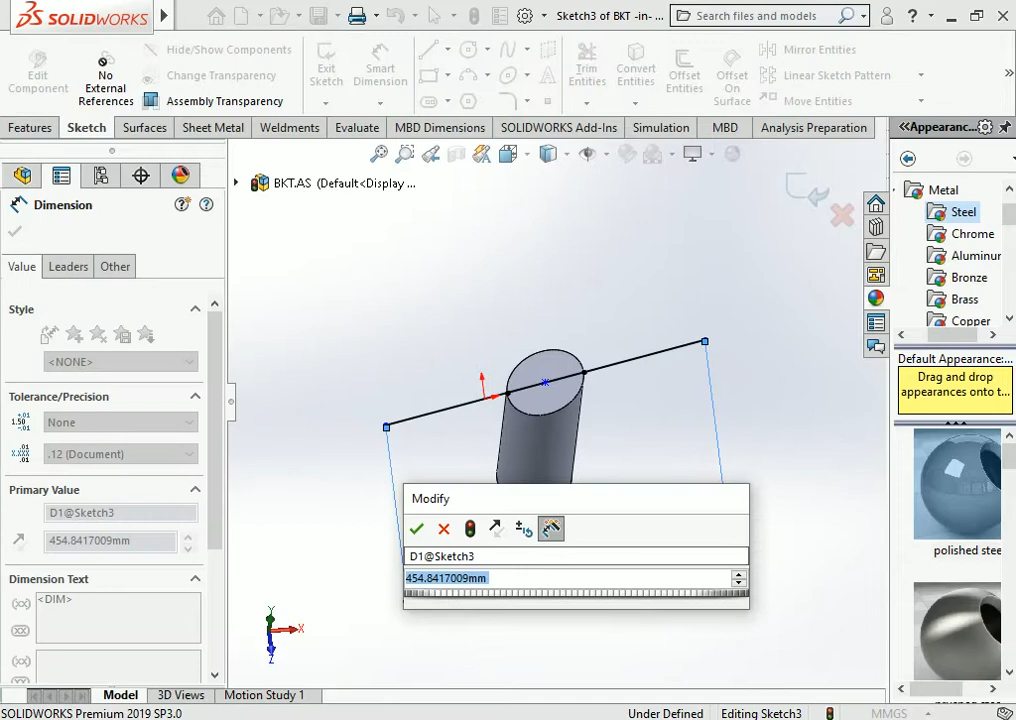 SOLIDWORKS
Sketch3 of BKT -in-
Search files and models
?
Edit Component
No External References
Hide/Show Components
Change Transparency
Assembly Transparency
Exit Sketch
Smart Dimension
Trim Entities
Convert Entities
Offset Entities
Offset On Surface
Mirror Entities
Linear Sketch Pattern
Move Entities
Features
Sketch
Surfaces
Sheet Metal
Weldments
Evaluate
MBD Dimensions
SOLIDWORKS Add-Ins
Simulation
MBD
Analysis Preparation
Appearanc...
BKT.AS (Default<Display ...
Dimension
Value
Leaders
Other
Style
<NONE>
Tolerance/Precision
None
.12 (Document)
Primary Value
D1@Sketch3
454.8417009mm
Dimension Text
<DIM>
Modify
D1@Sketch3
454.8417009mm
Y
X
Z
Metal
Steel
Chrome
Aluminur
Bronze
Brass
Copper
Default Appearance:
Drag and drop
appearances onto t...
polished stee
Model
3D Views
Motion Study 1
SOLIDWORKS Premium 2019 SP3.0
Under Defined
Editing Sketch3
MMGS